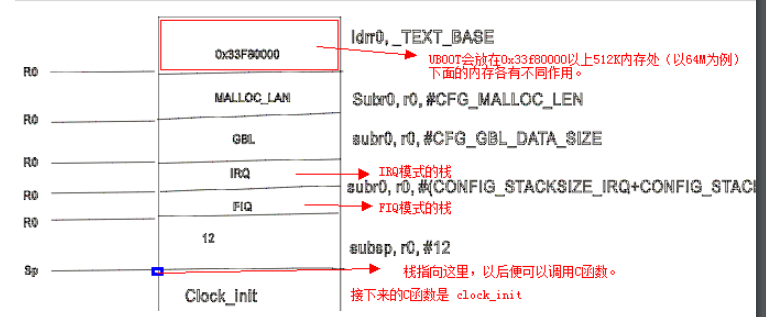 ldrr0,_TEXT_BASE
0x33F80000
UBOOT会放在0x33f80000以上512K内存处（以64M为例）
下面的内存各有不同作用。
R0
MALLOC_LAN
Subr0, r0, #CFG_MALLOC_LEN
R0
GBL
subr0, r0, #CFG_GBL_DATA_SIZE
R0
IRQ
IRQ模式的栈
subr0, r0, #(CONFIG_STACKSIZE_IRQ+CONFIG_STAC
R0
FIQ
FIQ模式的栈
R0
12
subsp, r0, #12
Sp
栈指向这里，以后便可以调用C函数。
Clock_init
接下来的C函数是 clock_init